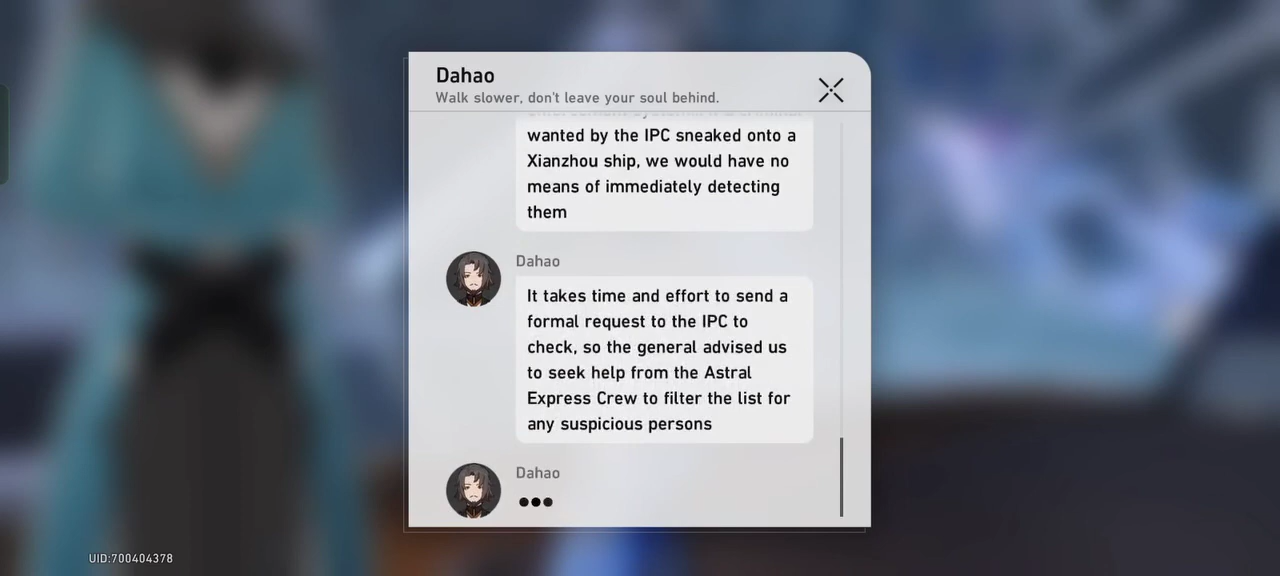 Dahao
Walk slower, don't leave your soul behind.
wanted by the IPC sneaked onto a
Xianzhou ship, we would have no
means of immediately detecting
them
Dahao
It takes time and effort to send a
formal request to the IPC to
check, so the general advised us
to seek help from the Astral
Express Crew to filter the list for
any suspicious persons
Dahao
UID:700404378